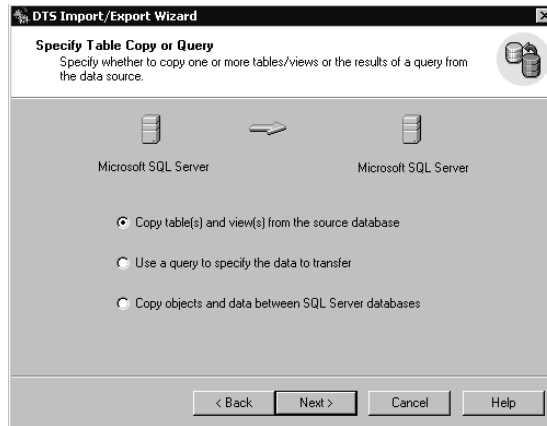 DTS Import/Export Wizard
Specify Table Copy or Query
Specify whether to copy one or more tables/views or the results of a query from
the data source.
Microsoft SQL Server
Microsoft SQL Server
Copy table(s) and view(s) from the source database
Use a query to specify the data to transfer
Copy objects and data between SQL Server databases
< Back
Next >
Cancel
Help